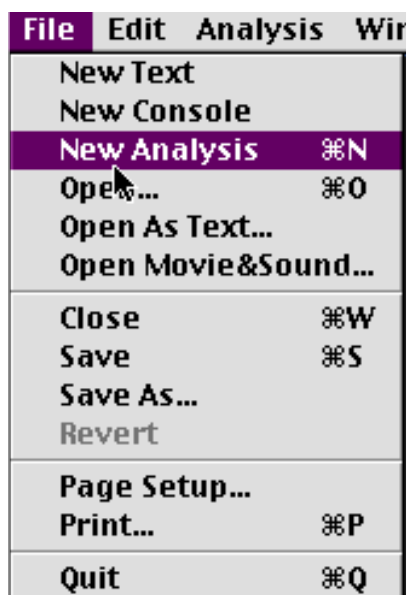 File Edit Analysis
New Text
New Console
New Analysis ⌘N
Open... ⌘O
Open As Text...
Open Movie&Sound...
Close ⌘W
Save ⌘S
Save As...
Revert
Page Setup...
Print... ⌘P
Quit ⌘Q